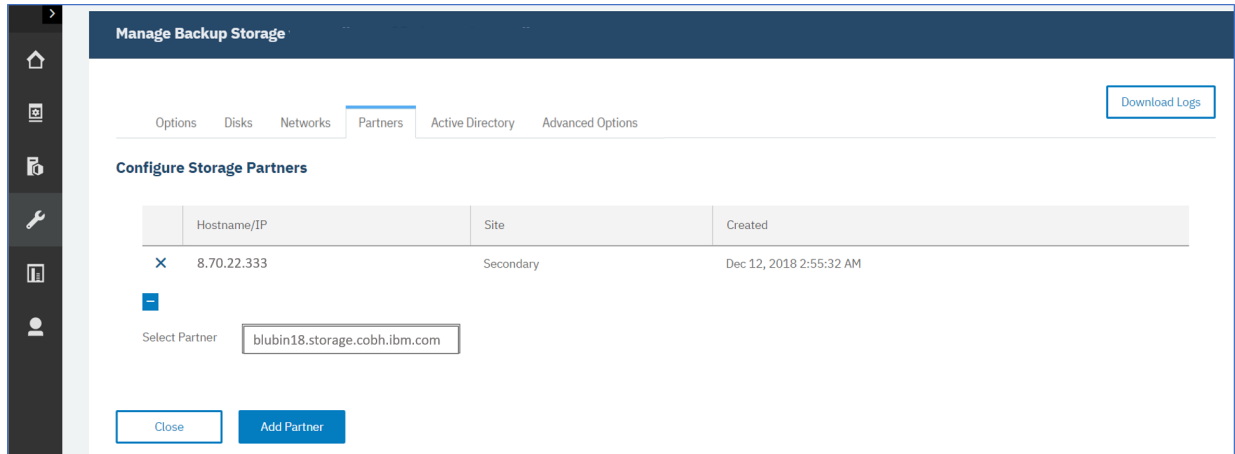 Manage Backup Storage
Download Logs
Options Disks Networks Partners Active Directory Advanced Options
Configure Storage Partners
Hostname/IP Site Created
8.70.22.333 Secondary Dec 12, 2018 2:55:32 AM
Select Partner blubin18.storage.cobh.ibm.com
Close Add Partner